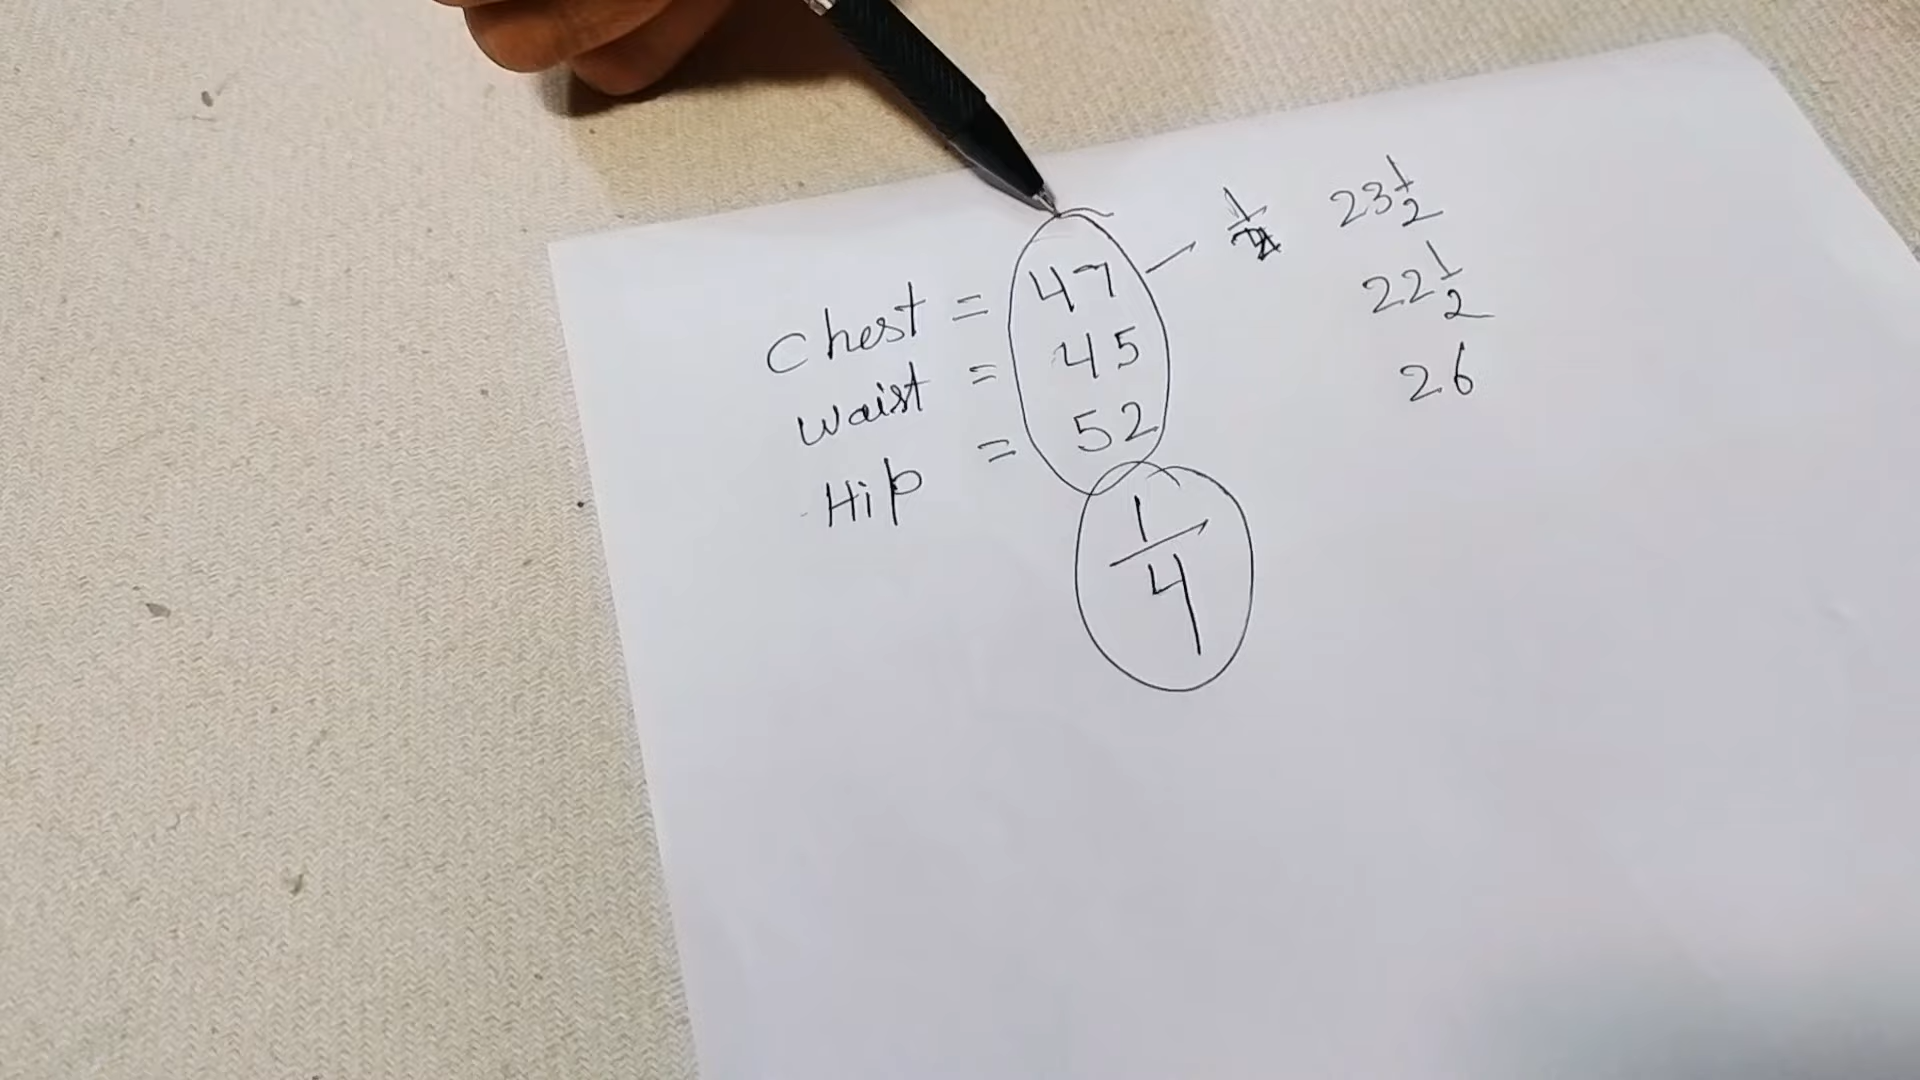 Chest = 47 23 1/2
Waist = 45 22 1/2
Hip = 52 26
1/4